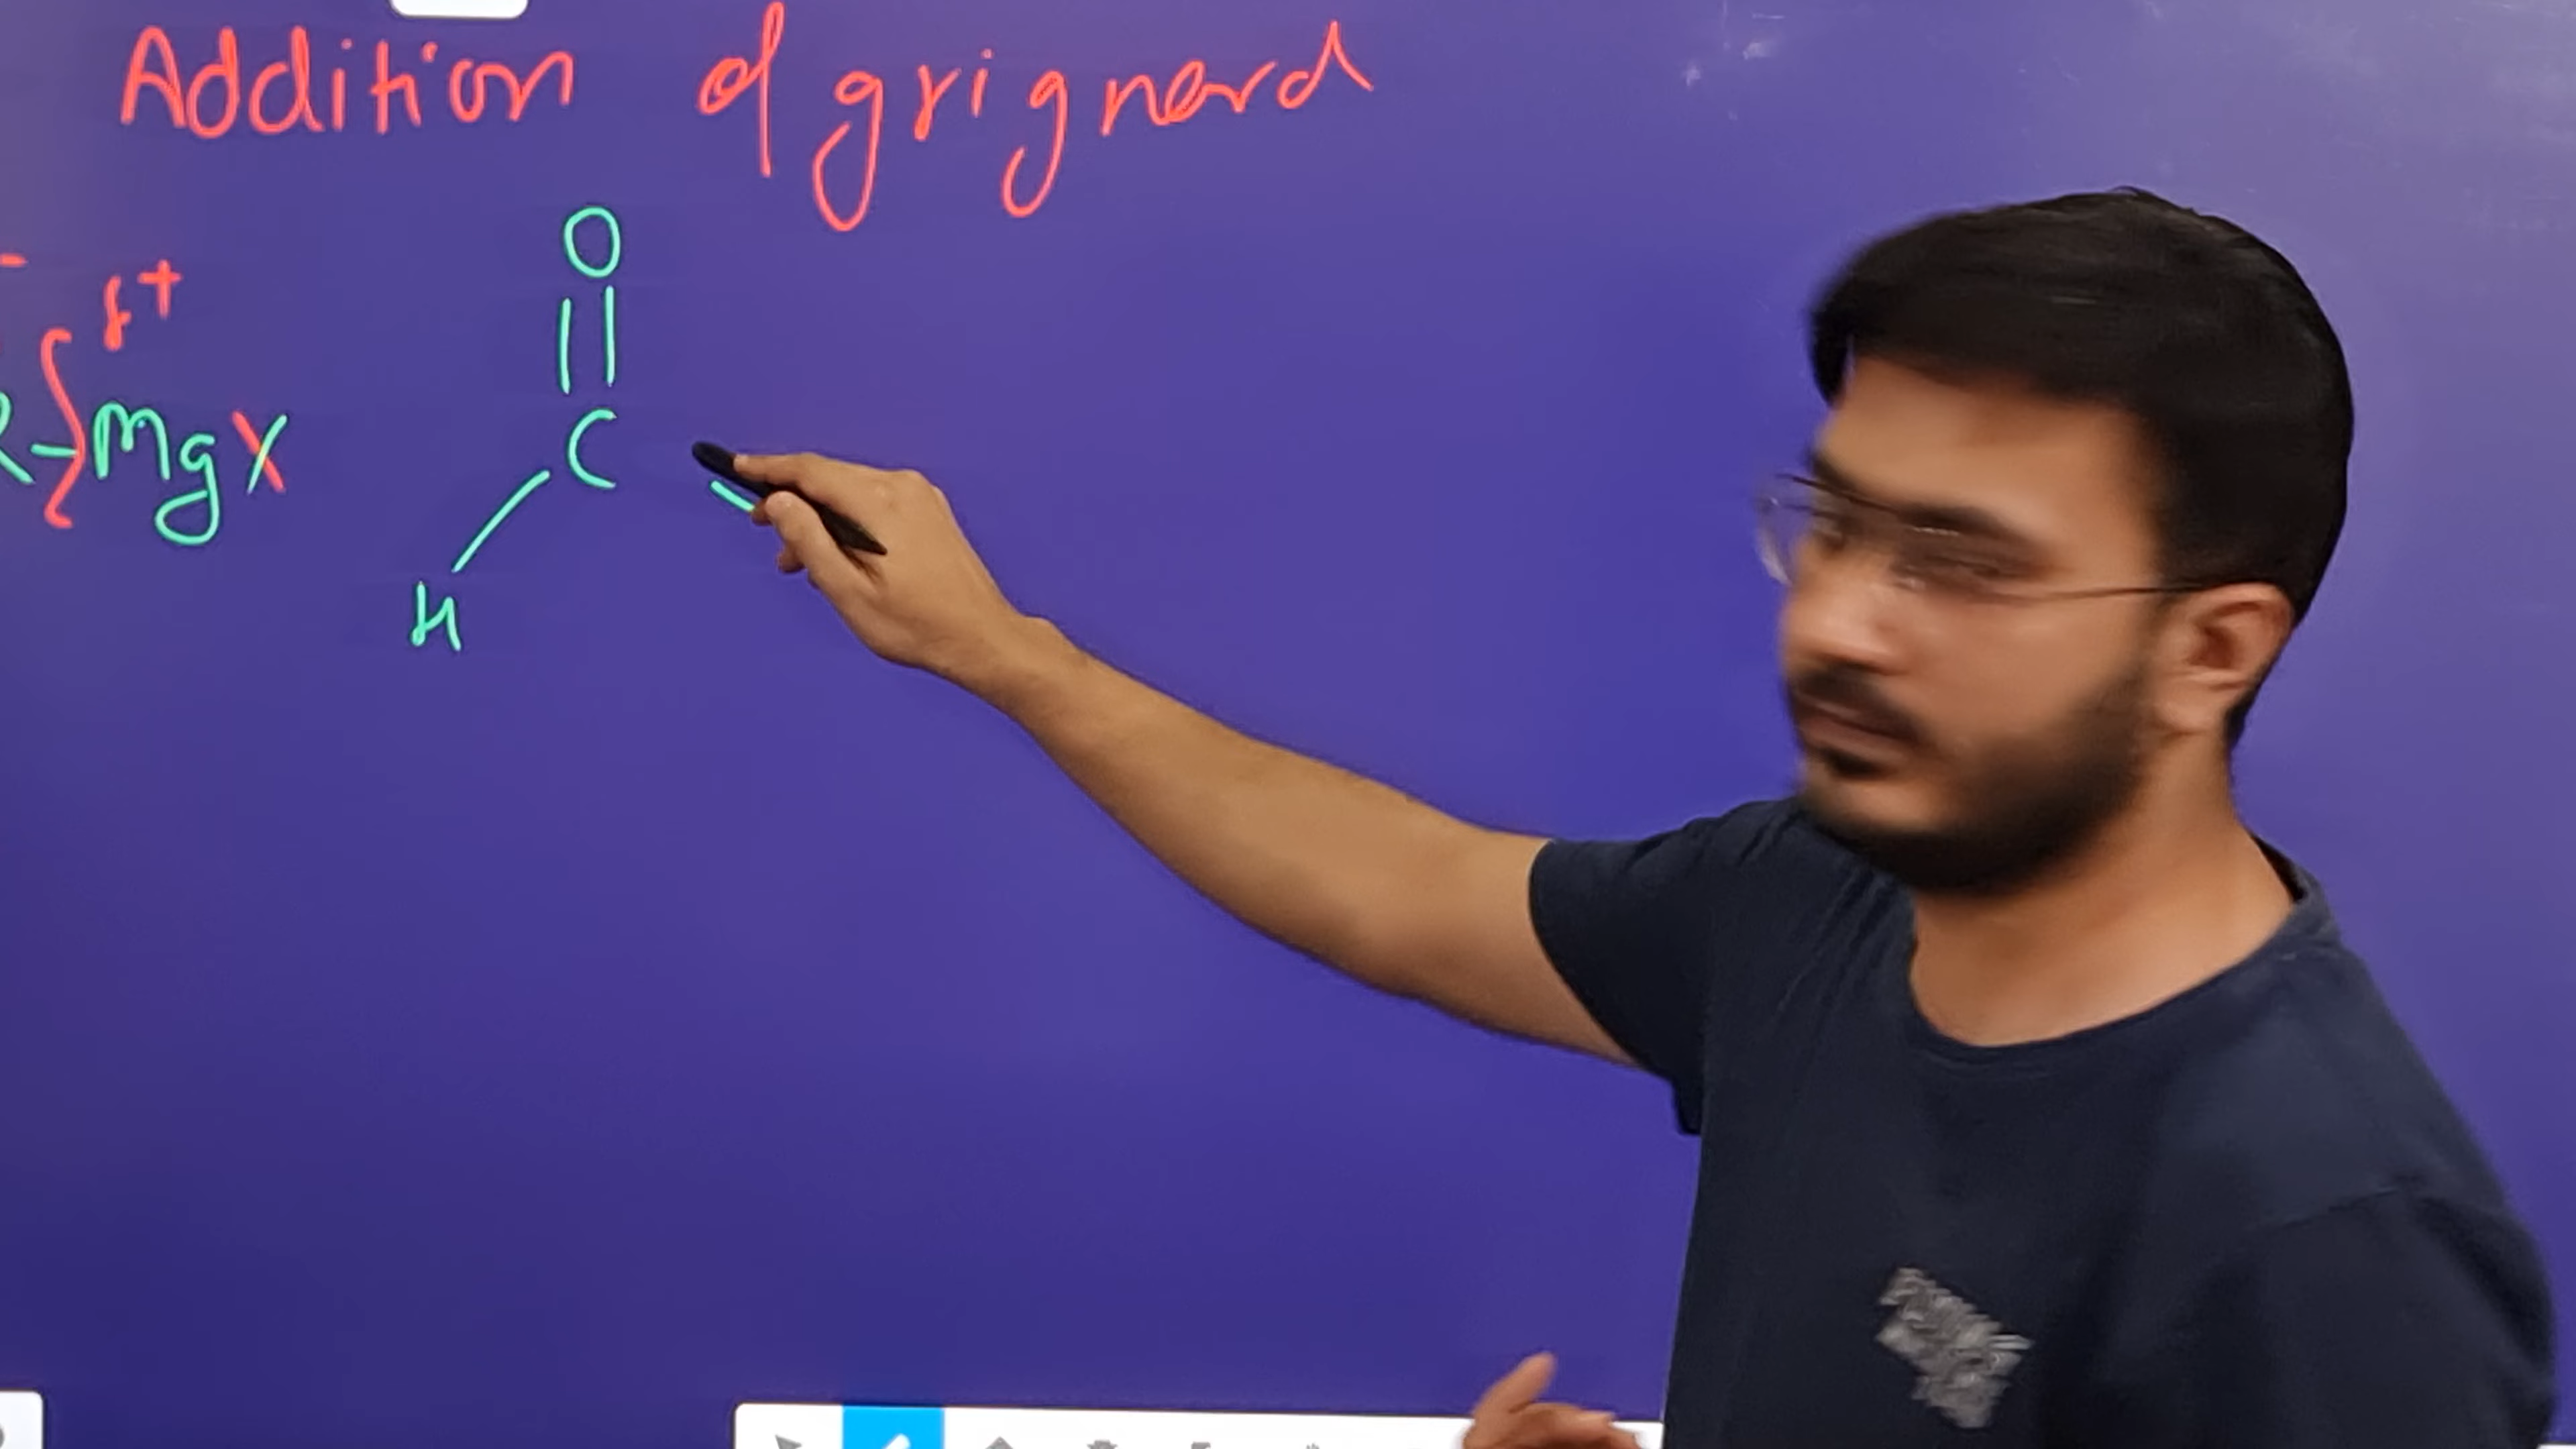 Addition of grignard
δ+
R-MgX
O
C
H